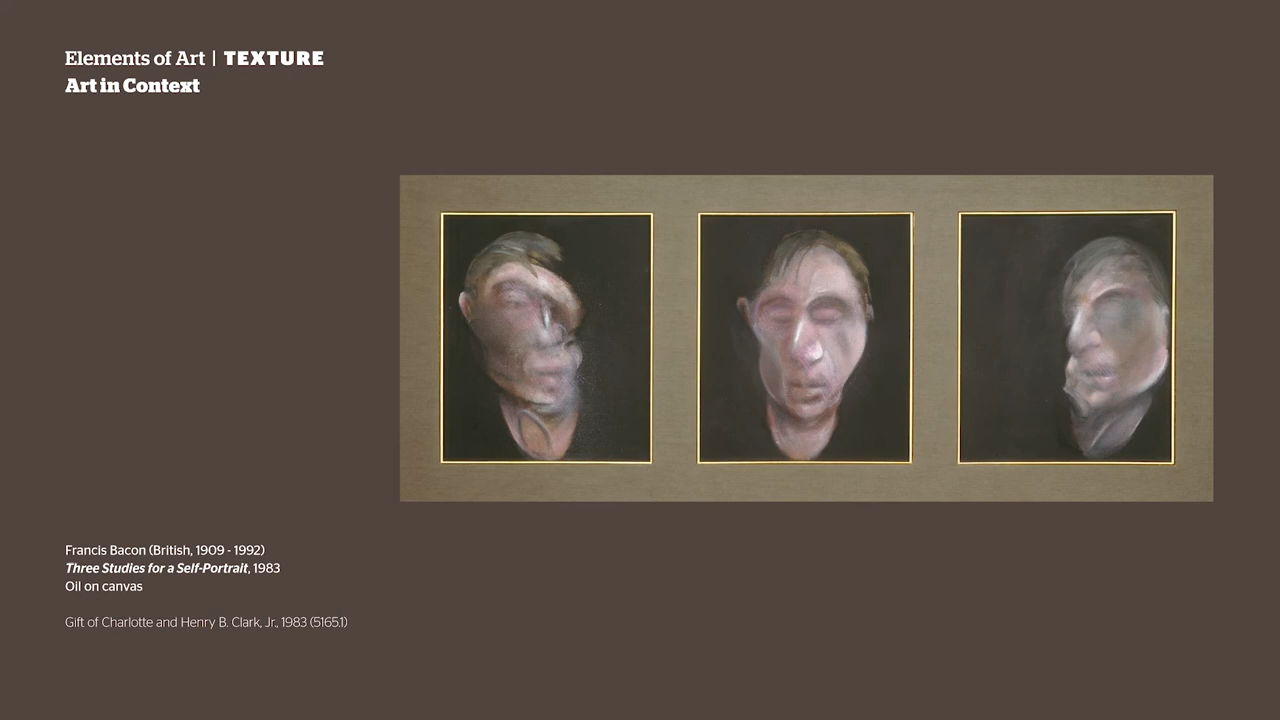 Elements of Art | TEXTURE
Art in Context
Francis Bacon (British, 1909 - 1992)
Three Studies for a Self-Portrait, 1983
Oil on canvas
Gift of Charlotte and Henry B. Clark, Jr., 1983 (5165.1)